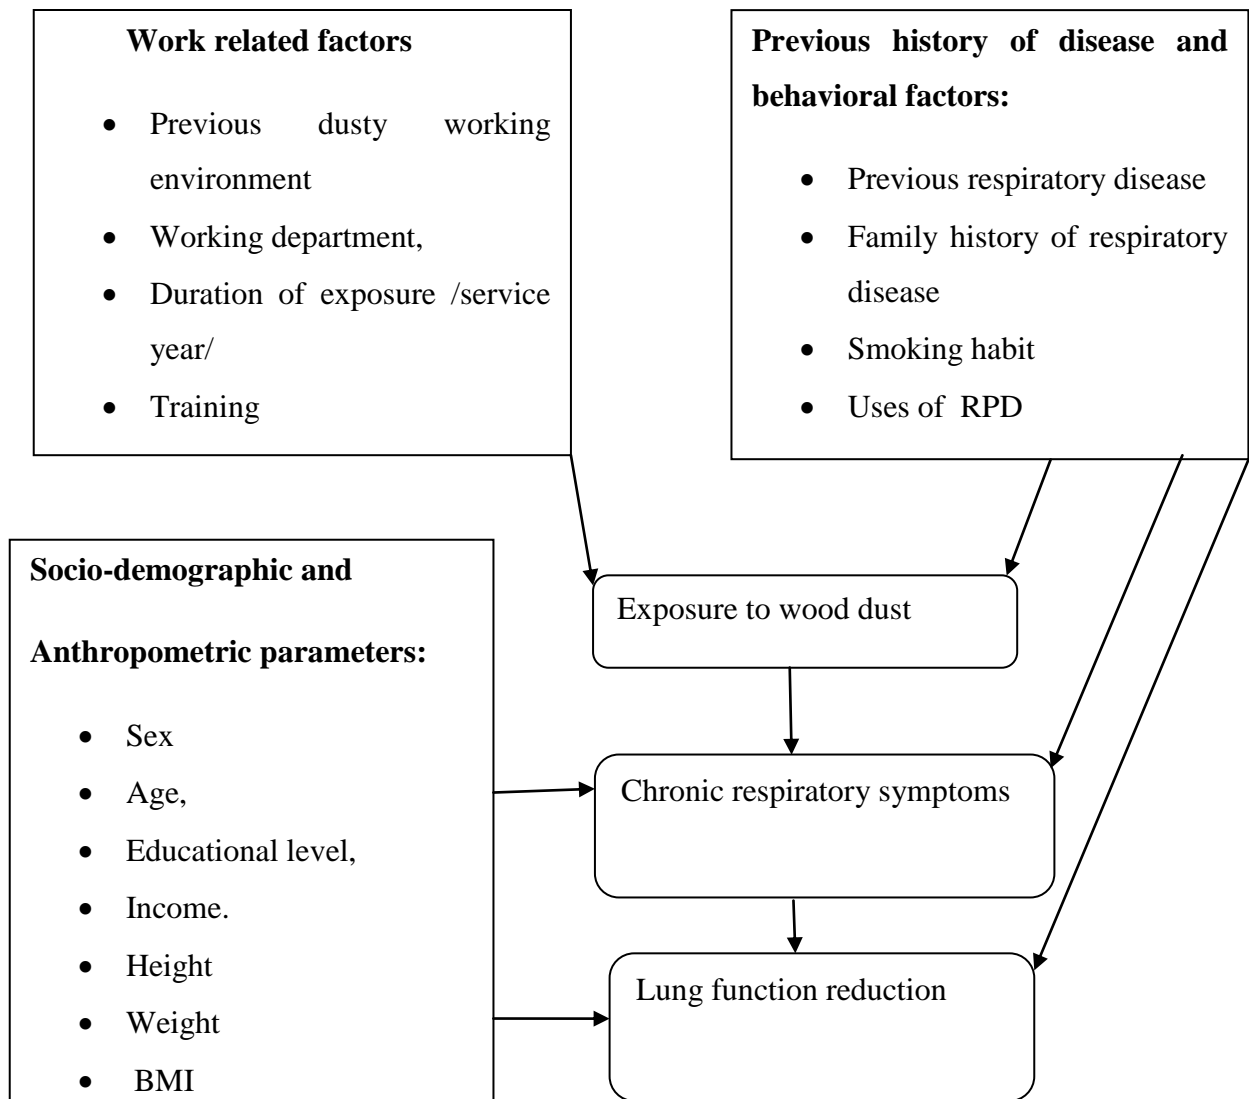 Work related factors
• Previous dusty working
environment
• Working department,
• Duration of exposure /service
year/
• Training
Previous history of disease and
behavioral factors:
• Previous respiratory disease
• Family history of respiratory
disease
• Smoking habit
• Uses of RPD
Socio-demographic and
Anthropometric parameters:
• Sex
• Age,
• Educational level,
• Income.
• Height
• Weight
• BMI
Exposure to wood dust
Chronic respiratory symptoms
Lung function reduction